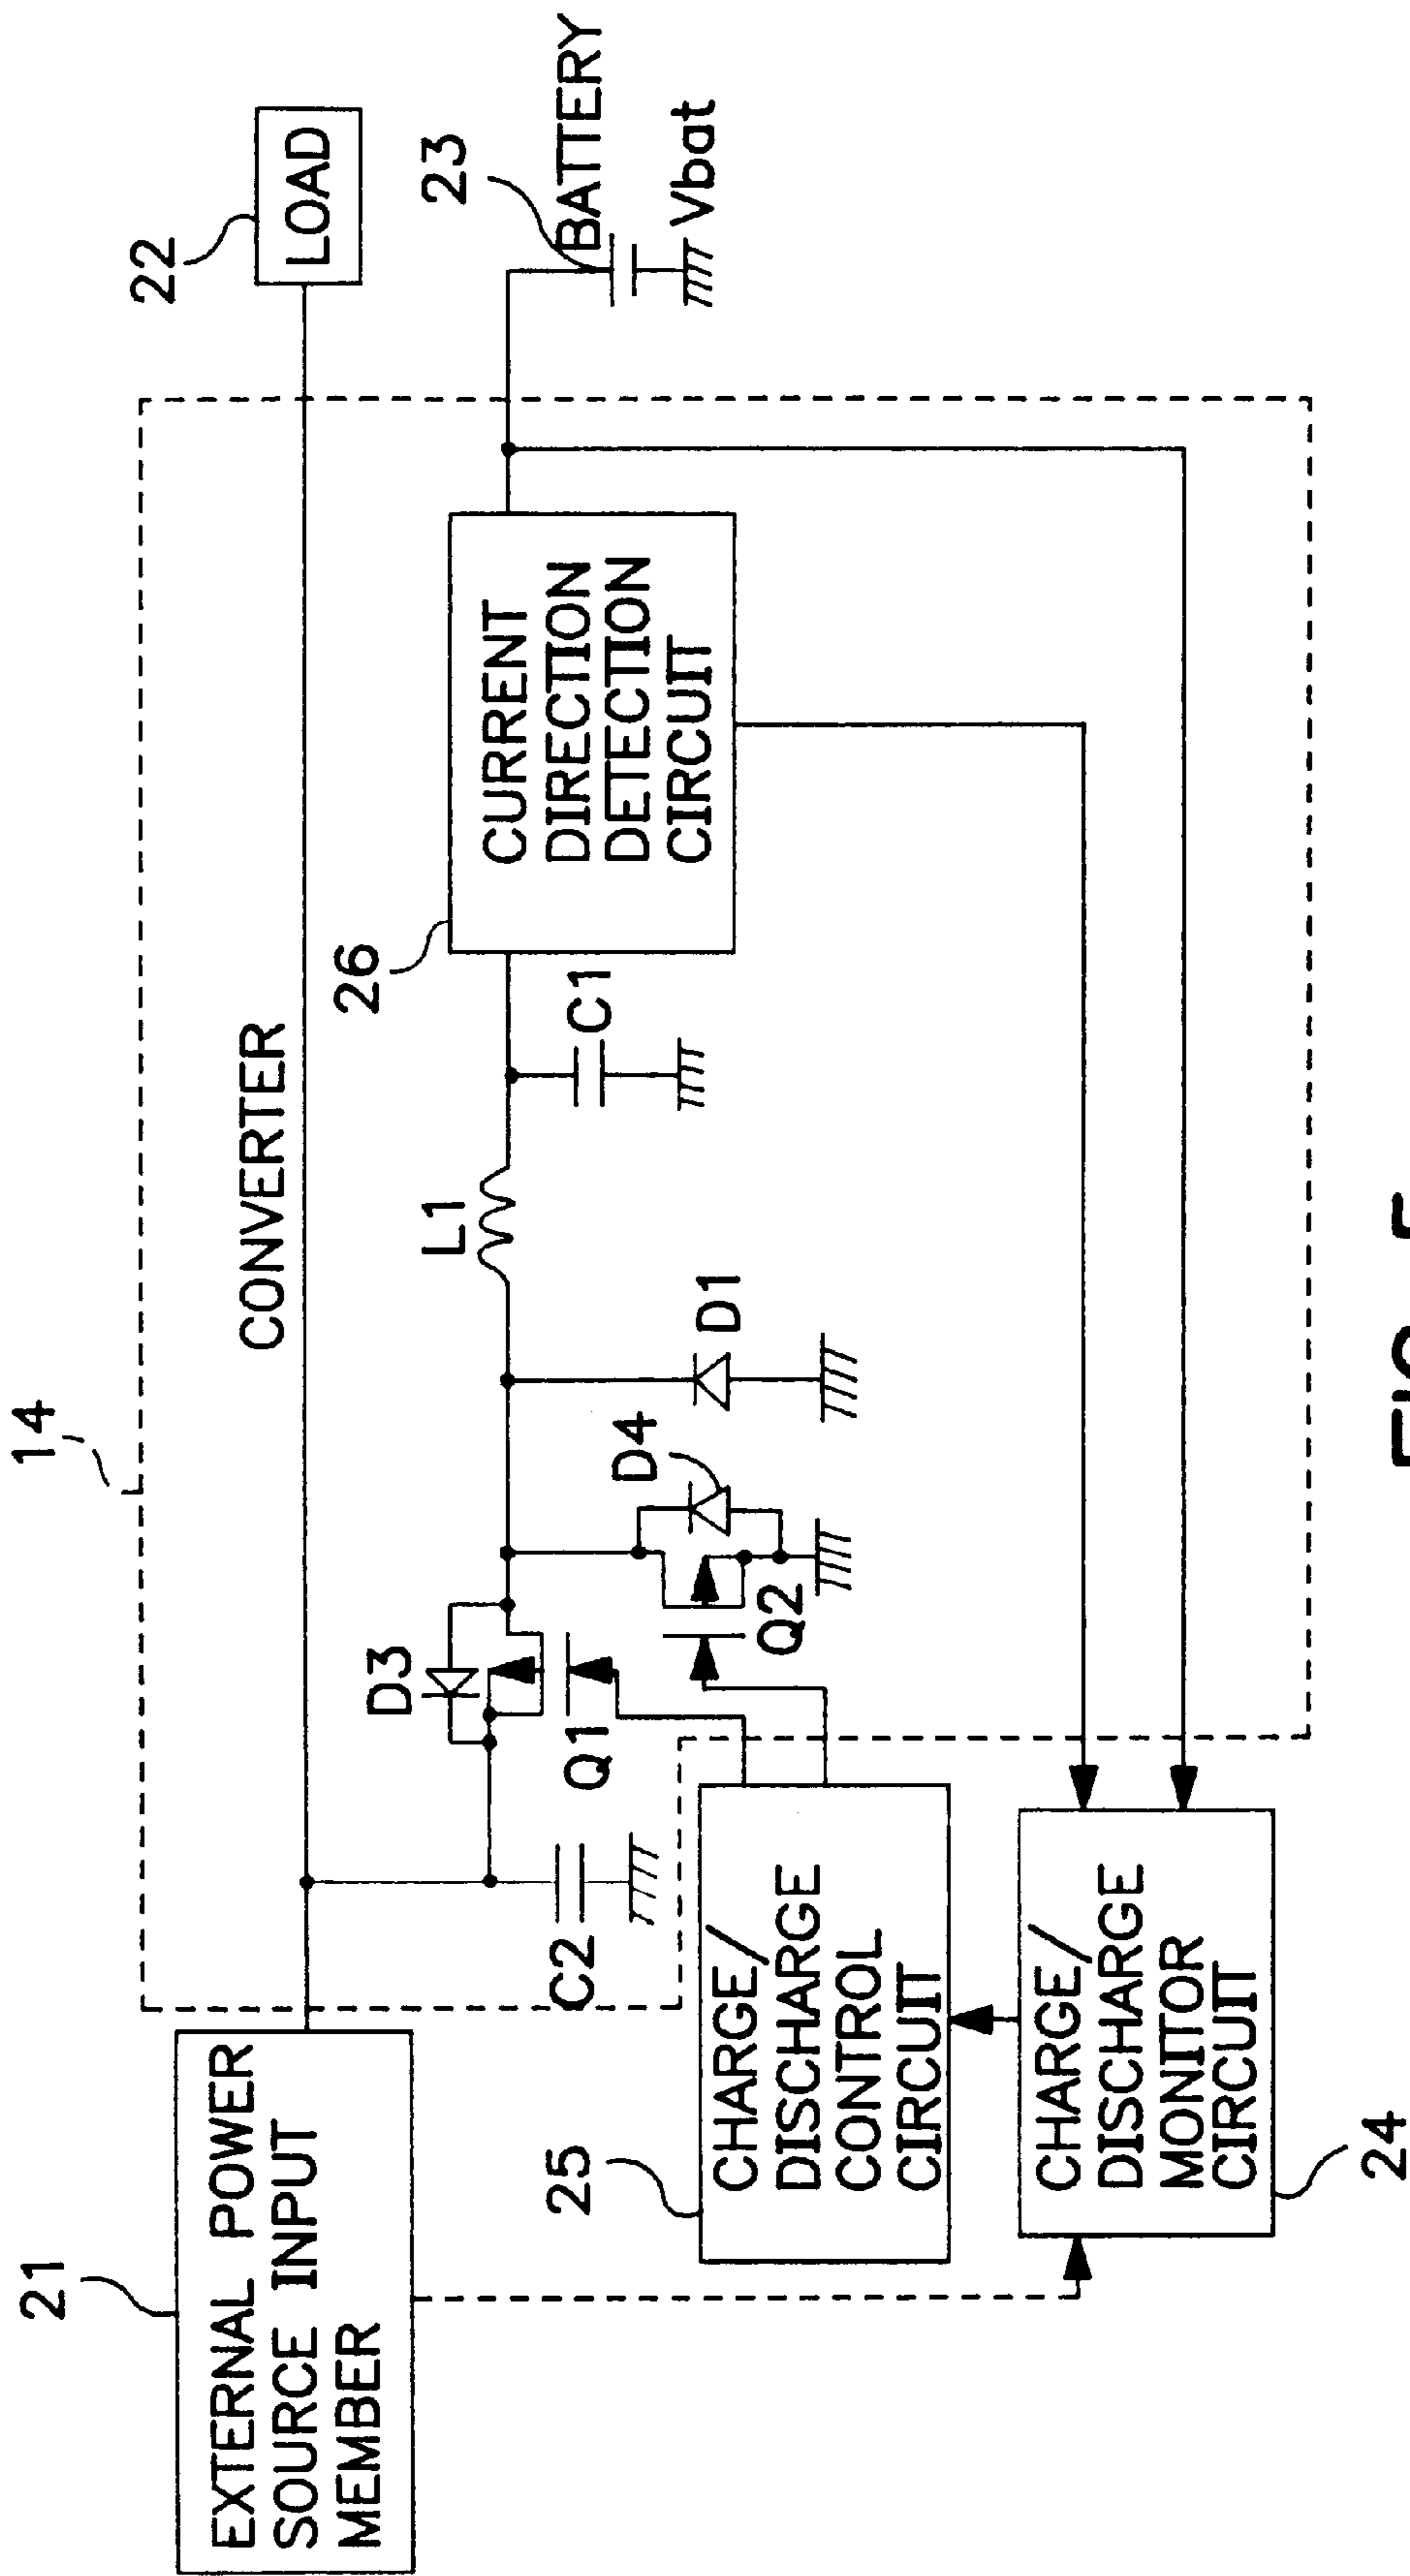 14
CONVERTER
21
EXTERNAL POWER
SOURCE INPUT
MEMBER
22
LOAD
D3
Q1
C2
D4
Q2
D1
L1
C1
26
CURRENT
DIRECTION
DETECTION
CIRCUIT
23
BATTERY
Vbat
25
CHARGE/
DISCHARGE
CONTROL
CIRCUIT
24
CHARGE/
DISCHARGE
MONITOR
CIRCUIT